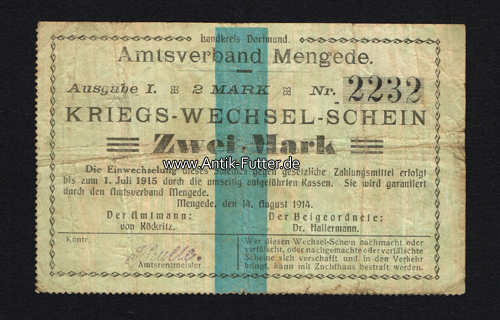 Landkreis Dortmund.
Amtsverband Mengede.
Ausgabe I. 2 MARK Nr. 2232
KRIEGS-WECHSEL-SCHEIN
Zwei Mark
www.Antik-Futter.de
Die Einwechselung dieses Scheines gegen gesetzliche Zahlungsmittel erfolgt
bis zum 1. Juli 1915 durch die umseitig aufgeführten Kassen. Sie wird garantiert
durch den Amtsverband Mengede.
Mengede, den 14. August 1914.
Der Amtmann: Der Beigeordnete:
von Röckritz. Dr. Hallermann.
Kontr.
Amtsrentmeister
Wer diesen Wechsel-Schein nachmacht oder
verfälscht, oder nachgemachte oder verfälschte
Scheine sich verschafft und in den Verkehr
bringt, kann mit Zuchthaus bestraft werden.